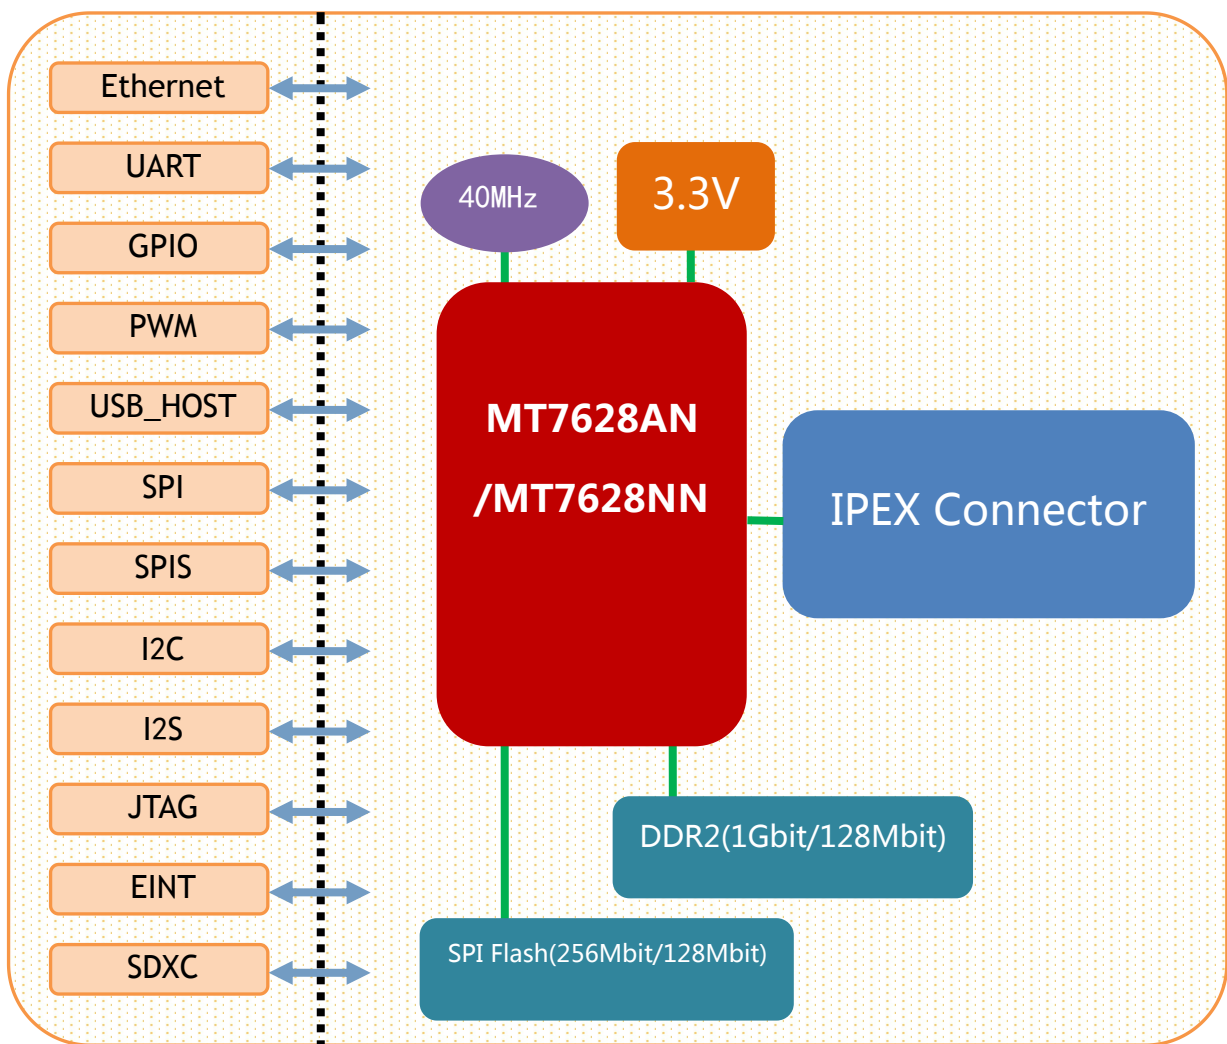 Ethernet
UART
GPIO
PWM
USB_HOST
SPI
SPIS
I2C
I2S
JTAG
EINT
SDXC
40MHz
3.3V
MT7628AN
/MT7628NN
IPEX Connector
DDR2(1Gbit/128Mbit)
SPI Flash(256Mbit/128Mbit)